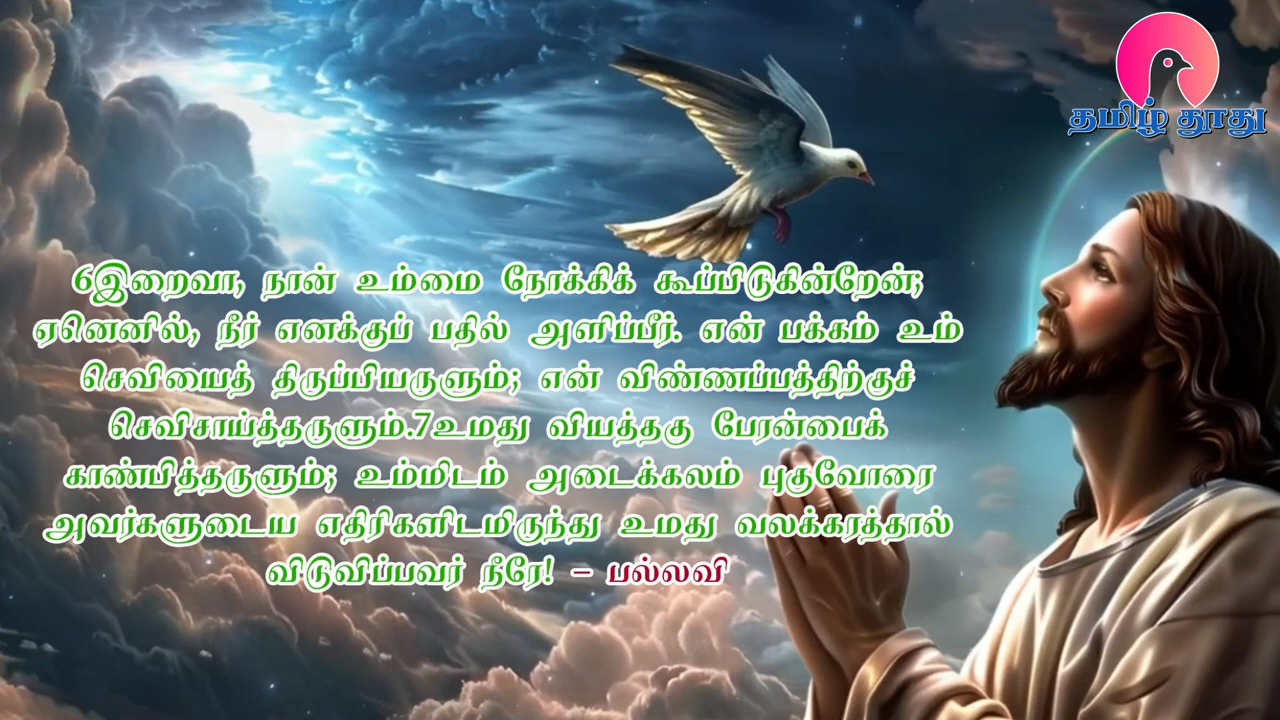 தமிழ் தூது
6இறைவா, நான் உம்மை நோக்கிக் கூப்பிடுகின்றேன்;
ஏனெனில், நீர் எனக்குப் பதில் அளிப்பீர். என் பக்கம் உம்
செவியைத் திருப்பியருளும்; என் விண்ணப்பத்திற்குச்
செவிசாய்த்தருளும்.7உமது வியத்தகு பேரன்பைக்
காண்பித்தருளும்; உம்மிடம் அடைக்கலம் புகுவோரை
அவர்களுடைய எதிரிகளிடமிருந்து உமது வலக்கரத்தால்
விடுவிப்பவர் நீரே! – பல்லவி